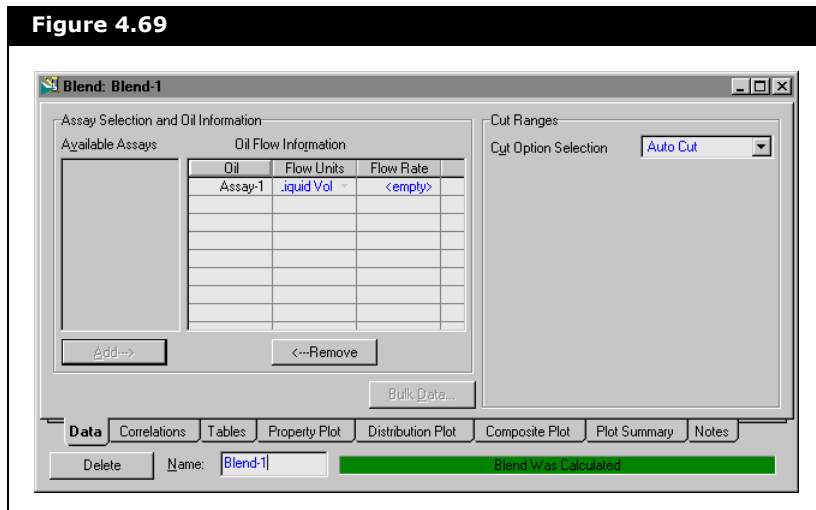 Figure 4.69
Blend: Blend-1
Assay Selection and Oil Information
Available Assays
Oil Flow Information
Oil Flow Units Flow Rate
Assay-1 .iquid Vol <empty>
Add--->
<---Remove
Bulk Data...
Cut Ranges
Cut Option Selection Auto Cut
Data Correlations Tables Property Plot Distribution Plot Composite Plot Plot Summary Notes
Delete Name: Blend-1 Blend Was Calculated